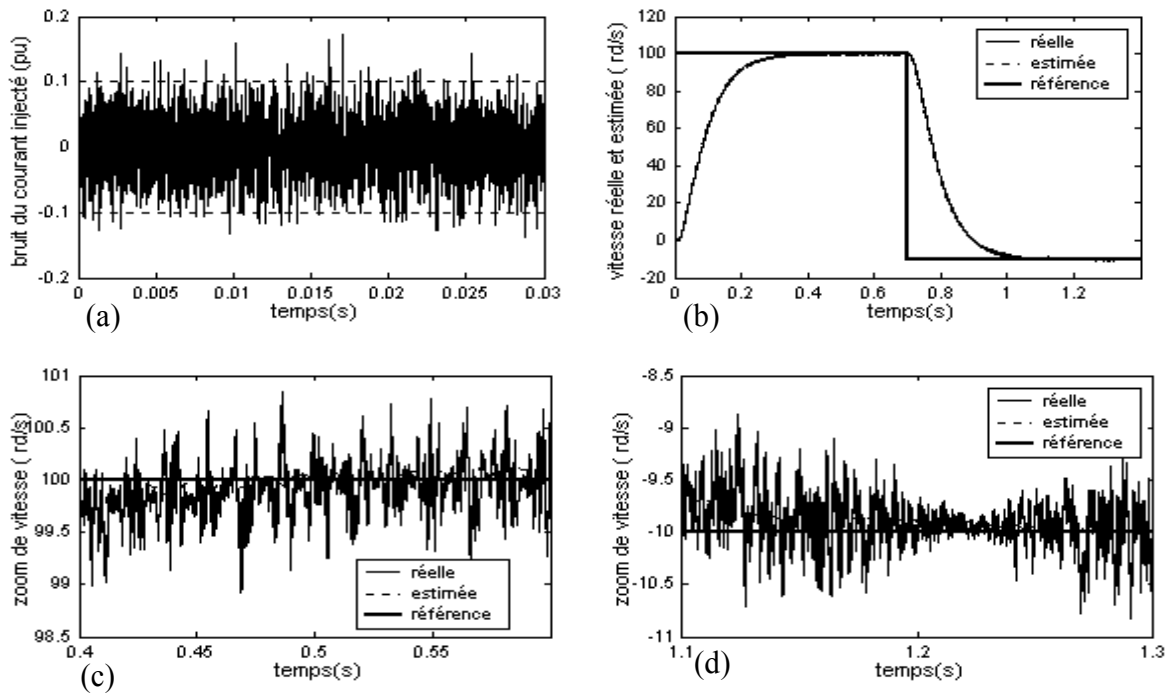 bruit du courant injecté (pu)
0.2
0.1
0
-0.1
-0.2
0
0.005
0.01
0.015
0.02
0.025
0.03
temps(s)
(a)
vitesse réelle et estimée ( rd/s)
120
100
80
60
40
20
0
-20
réelle
estimée
référence
0
0.2
0.4
0.6
0.8
1
1.2
temps(s)
(b)
zoom de vitesse ( rd/s)
101
100.5
100
99.5
99
98.5
réelle
estimée
référence
0.4
0.45
0.5
0.55
temps(s)
(c)
zoom de vitesse ( rd/s)
-8.5
-9
-9.5
-10
-10.5
-11
réelle
estimée
référence
1.1
1.2
1.3
temps(s)
(d)